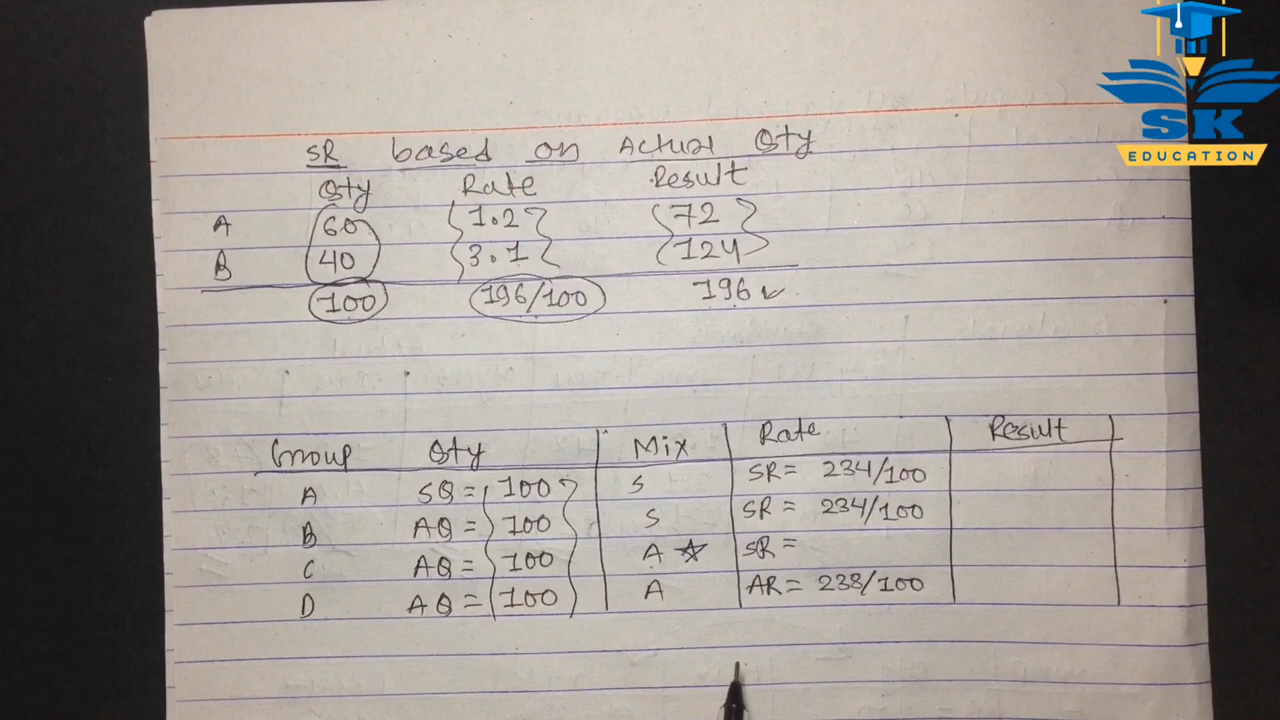 SK
EDUCATION
SR based on Actual Qty
Qty Rate Result
A 60 1.2 72
B 40 3.1 124
100 196/100 196 ✓
Group Qty Mix Rate Result
A SQ = 100 S SR = 234/100
B AQ = 100 S SR = 234/100
C AQ = 100 A ☆ SR =
D AQ = 100 A AR = 238/100